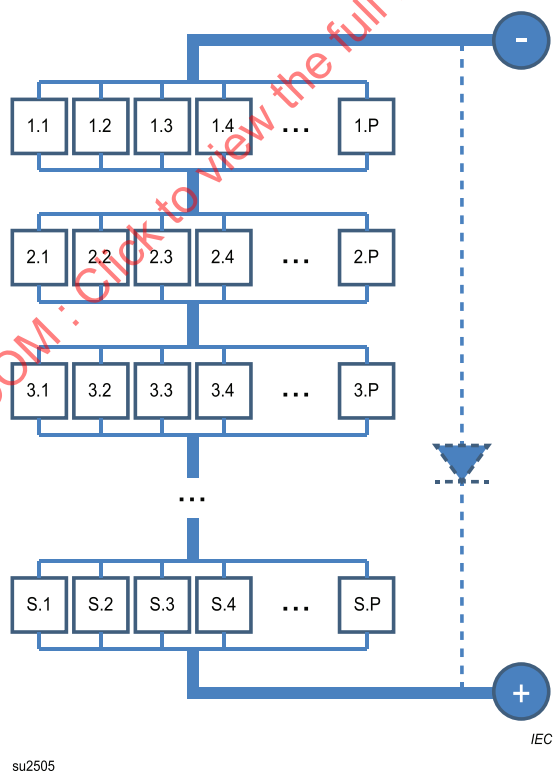 -
1.1 1.2 1.3 1.4 ... 1.P
2.1 2.2 2.3 2.4 ... 2.P
3.1 3.2 3.3 3.4 ... 3.P
...
S.1 S.2 S.3 S.4 ... S.P
+
IEC
su2505
OM : Click to view the full